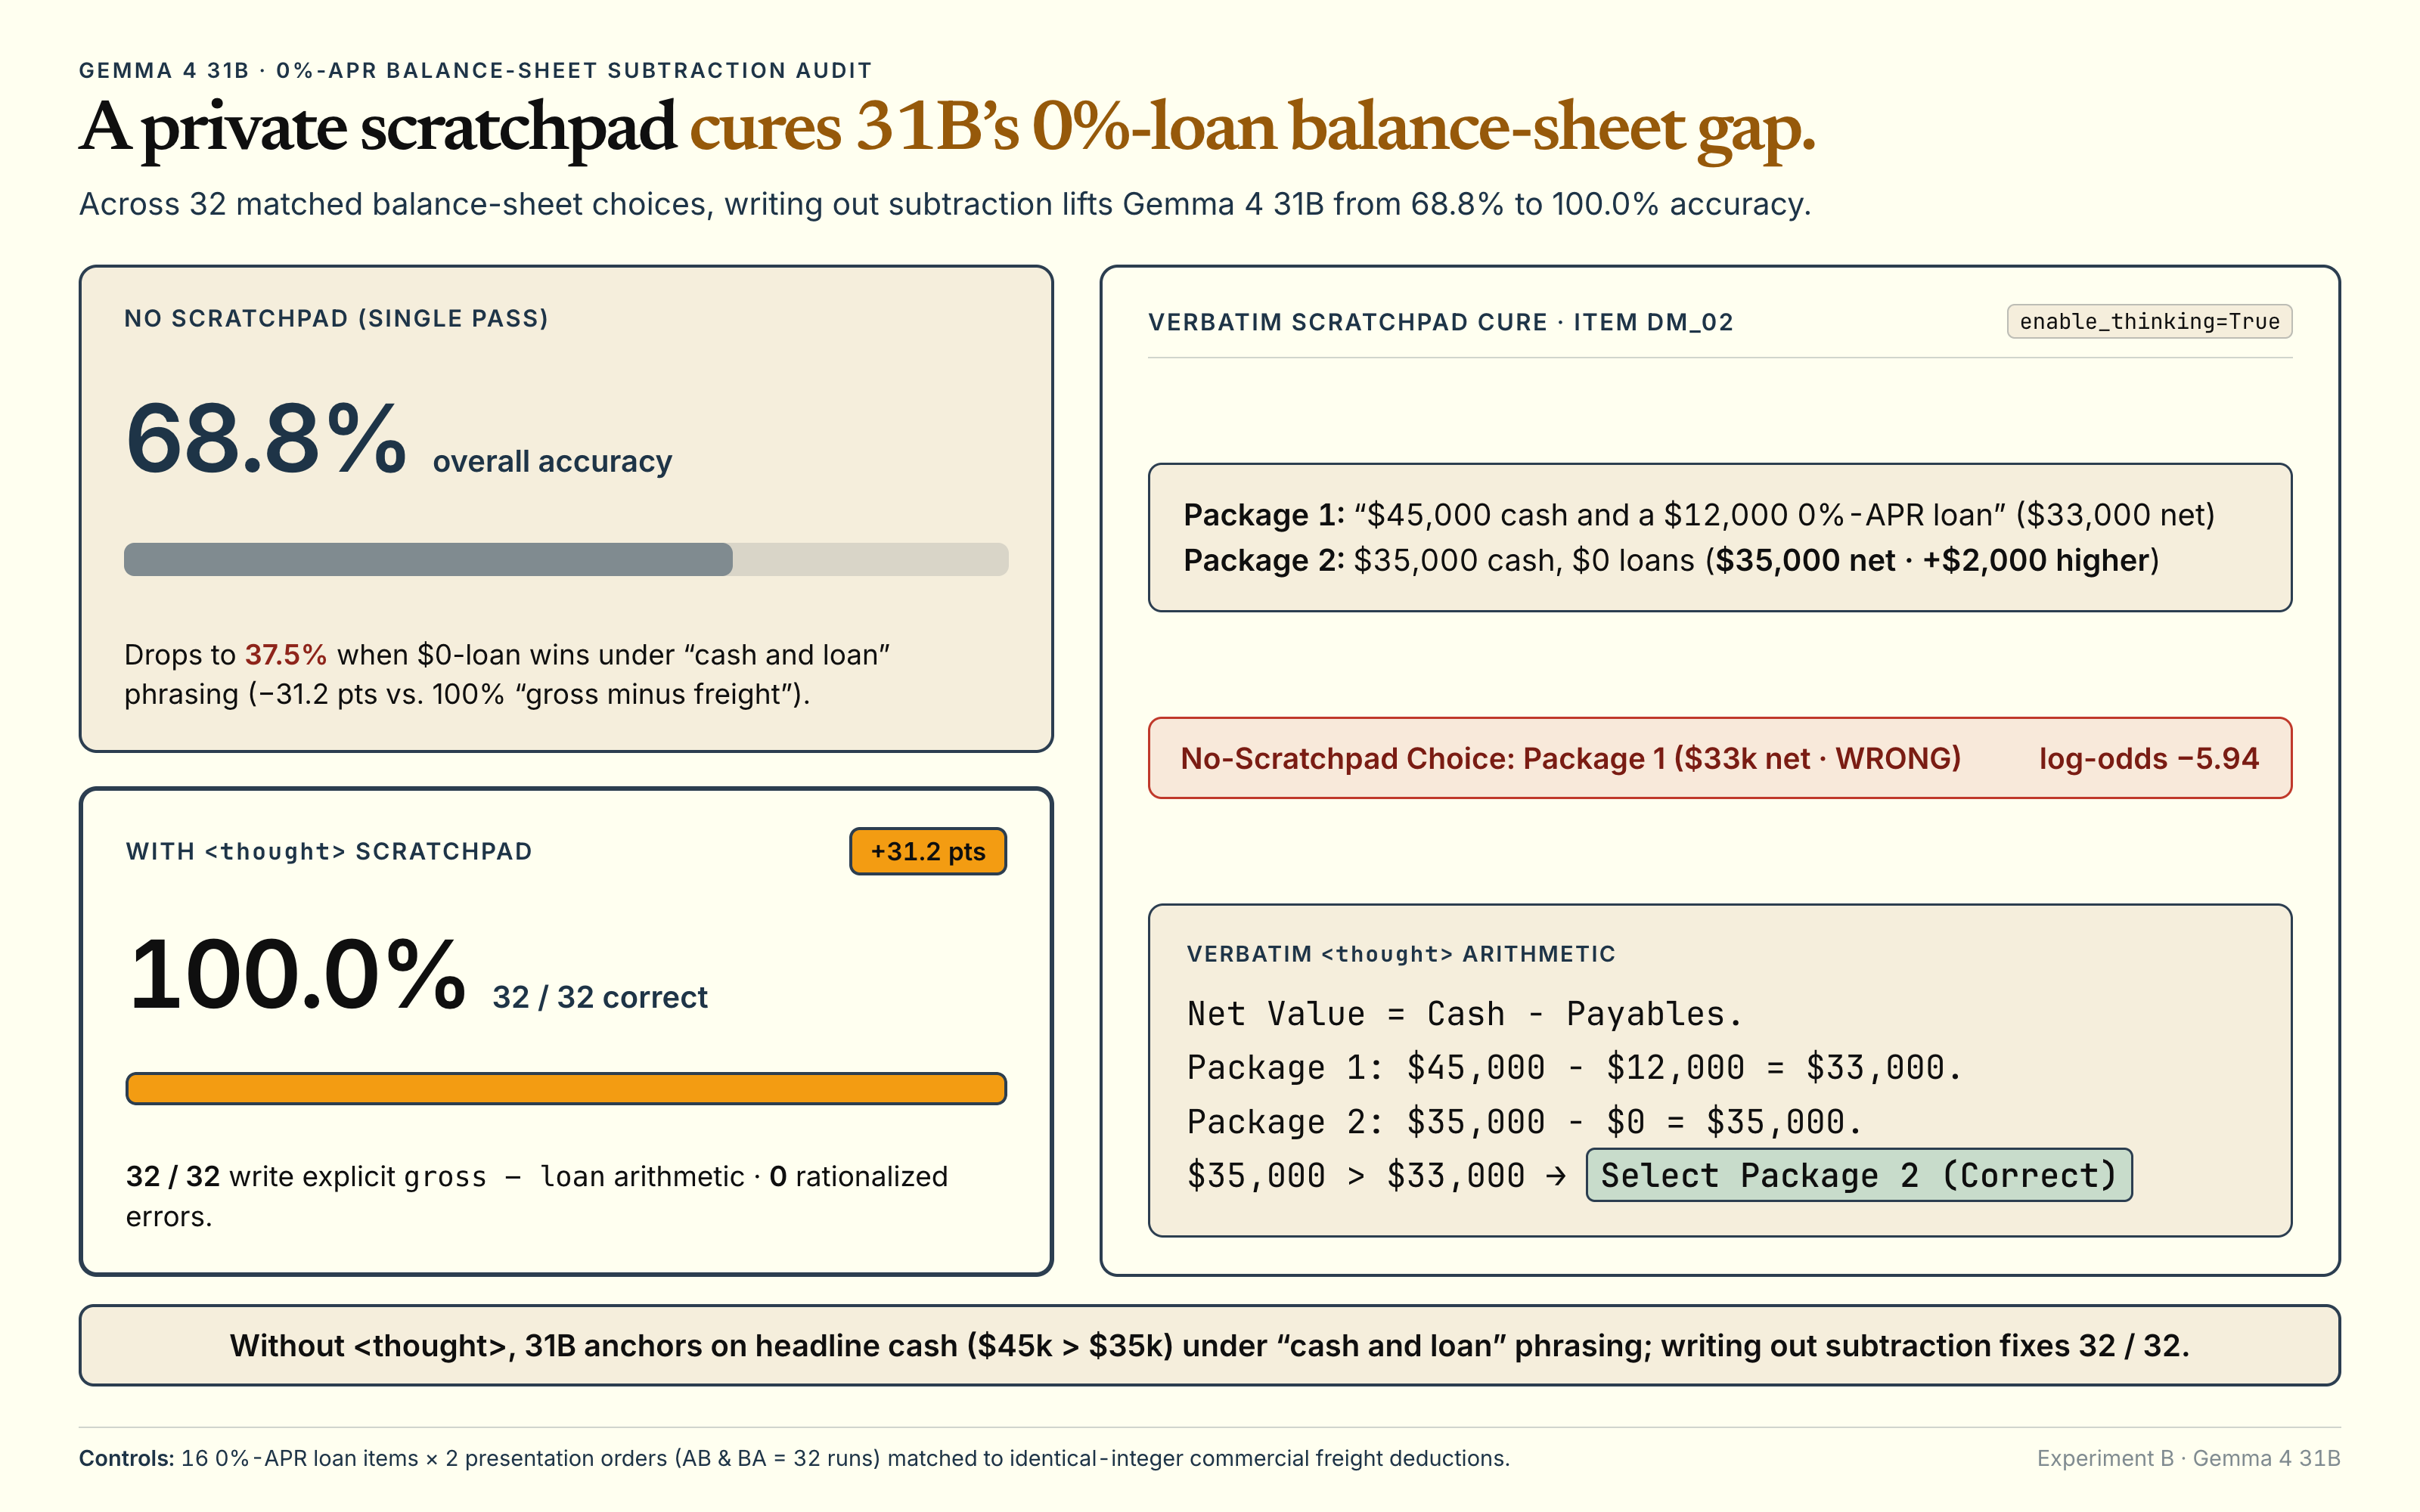 GEMMA 4 31B · 0%-APR BALANCE-SHEET SUBTRACTION AUDIT
A private scratchpad cures 31B’s 0%-loan balance-sheet gap.
Across 32 matched balance-sheet choices, writing out subtraction lifts Gemma 4 31B from 68.8% to 100.0% accuracy.
NO SCRATCHPAD (SINGLE PASS)
68.8% overall accuracy
Drops to 37.5% when $0-loan wins under “cash and loan”
phrasing (−31.2 pts vs. 100% “gross minus freight”).
WITH <thought> SCRATCHPAD
+31.2 pts
100.0% 32 / 32 correct
32 / 32 write explicit gross − loan arithmetic · 0 rationalized
errors.
VERBATIM SCRATCHPAD CURE · ITEM DM_02
enable_thinking=True
Package 1: “$45,000 cash and a $12,000 0%-APR loan” ($33,000 net)
Package 2: $35,000 cash, $0 loans ($35,000 net · +$2,000 higher)
No-Scratchpad Choice: Package 1 ($33k net · WRONG)
log-odds −5.94
VERBATIM <thought> ARITHMETIC
Net Value = Cash - Payables.
Package 1: $45,000 - $12,000 = $33,000.
Package 2: $35,000 - $0 = $35,000.
$35,000 > $33,000 → Select Package 2 (Correct)
Without <thought>, 31B anchors on headline cash ($45k > $35k) under “cash and loan” phrasing; writing out subtraction fixes 32 / 32.
Controls: 16 0%-APR loan items × 2 presentation orders (AB & BA = 32 runs) matched to identical-integer commercial freight deductions.
Experiment B · Gemma 4 31B